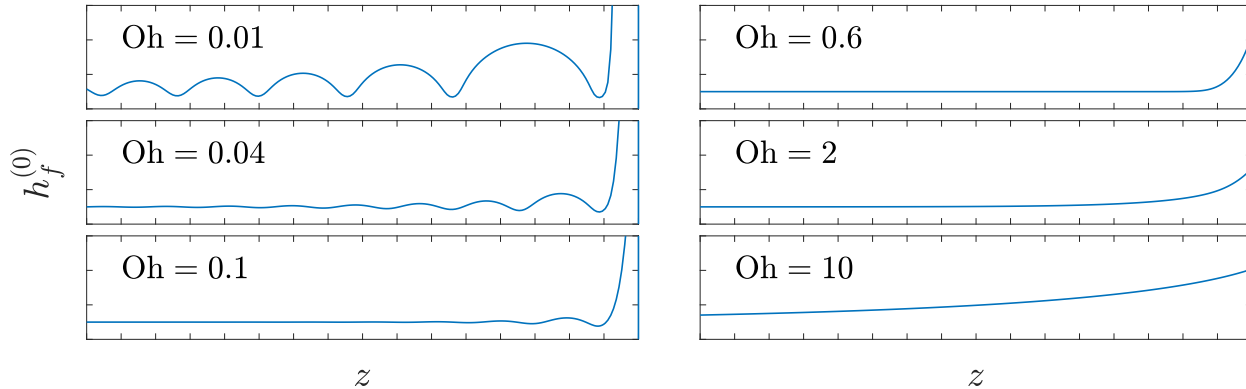 Oh = 0.01
Oh = 0.6
Oh = 0.04
Oh = 2
Oh = 0.1
Oh = 10
h_f^{(0)}
z
z